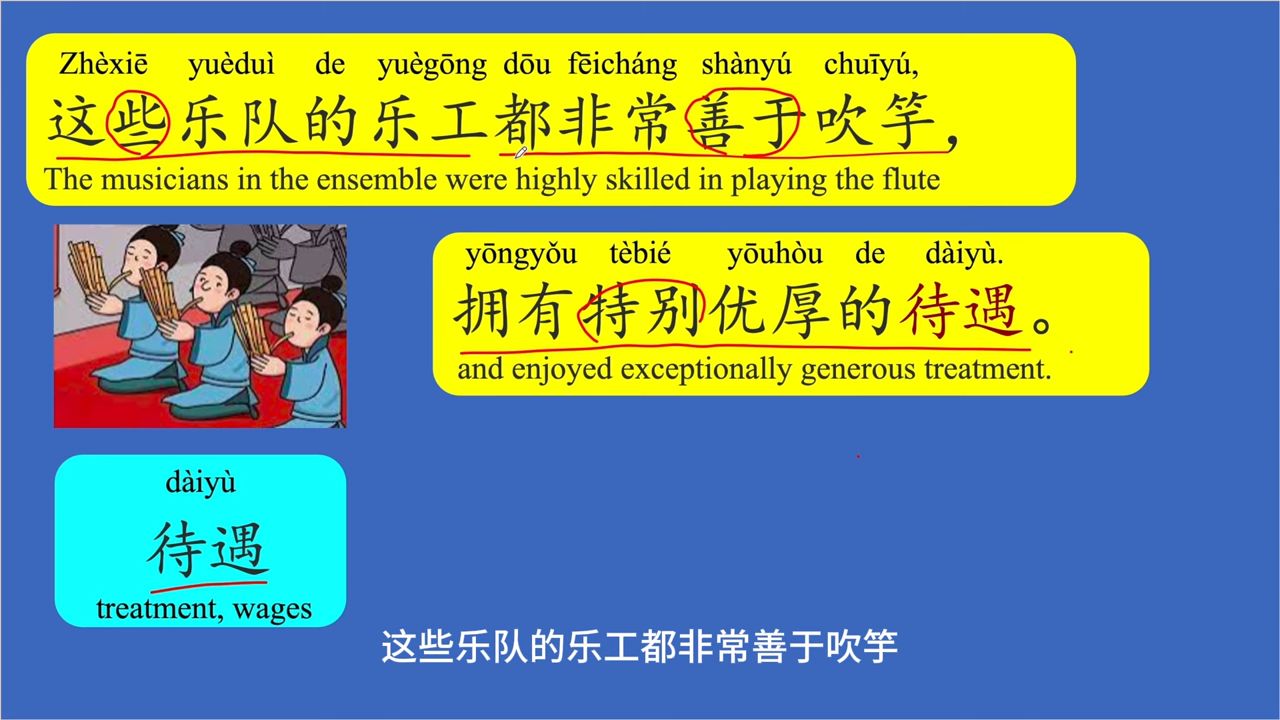 Zhèxiē yuèduì de yuègōng dōu fēicháng shànyú chuīyú,
这些乐队的乐工都非常善于吹竽，
The musicians in the ensemble were highly skilled in playing the flute
yōngyǒu tèbié yōuhòu de dàiyù.
拥有特别优厚的待遇。
and enjoyed exceptionally generous treatment.
dàiyù
待遇
treatment, wages
这些乐队的乐工都非常善于吹竽